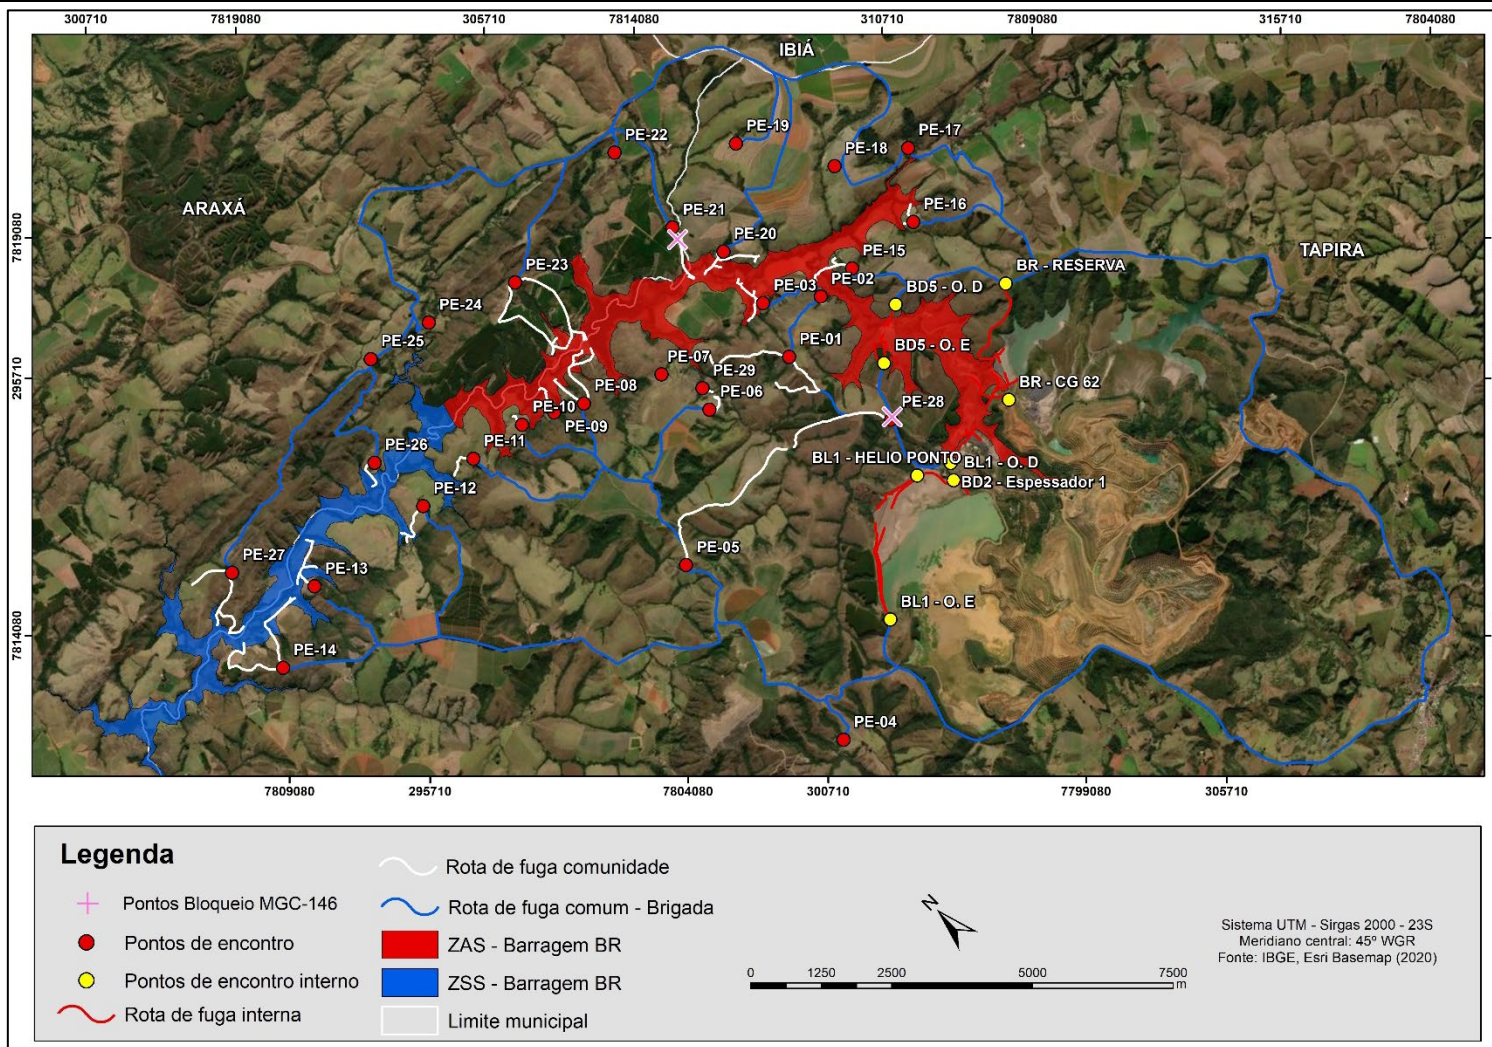 300710
7819080
305710
7814080
310710
7809080
315710
7804080
IBIÁ
PE-19
PE-17
PE-22
PE-18
ARAXÁ
PE-16
PE-21
PE-20
PE-15
TAPIRA
7819080
PE-23
PE-02
BR - RESERVA
PE-03
BD5 - O. D
PE-24
PE-25
PE-01
PE-07
BD5 - O. E
295710
PE-29
PE-08
PE-06
BR - CG 62
PE-10
PE-28
PE-09
PE-11
PE-26
BL1 - HELIO PONTO
BL1 - O. D
BD2 - Espessador 1
PE-12
PE-05
PE-27
PE-13
BL1 - O. E
7814080
PE-14
PE-04
7809080
295710
7804080
300710
7799080
305710
Legenda
Pontos Bloqueio MGC-146
Pontos de encontro
Pontos de encontro interno
Rota de fuga interna
Rota de fuga comunidade
Rota de fuga comum - Brigada
ZAS - Barragem BR
ZSS - Barragem BR
Limite municipal
N
0 1250 2500 5000 7500
m
Sistema UTM - Sirgas 2000 - 23S
Meridiano central: 45º WGR
Fonte: IBGE, Esri Basemap (2020)